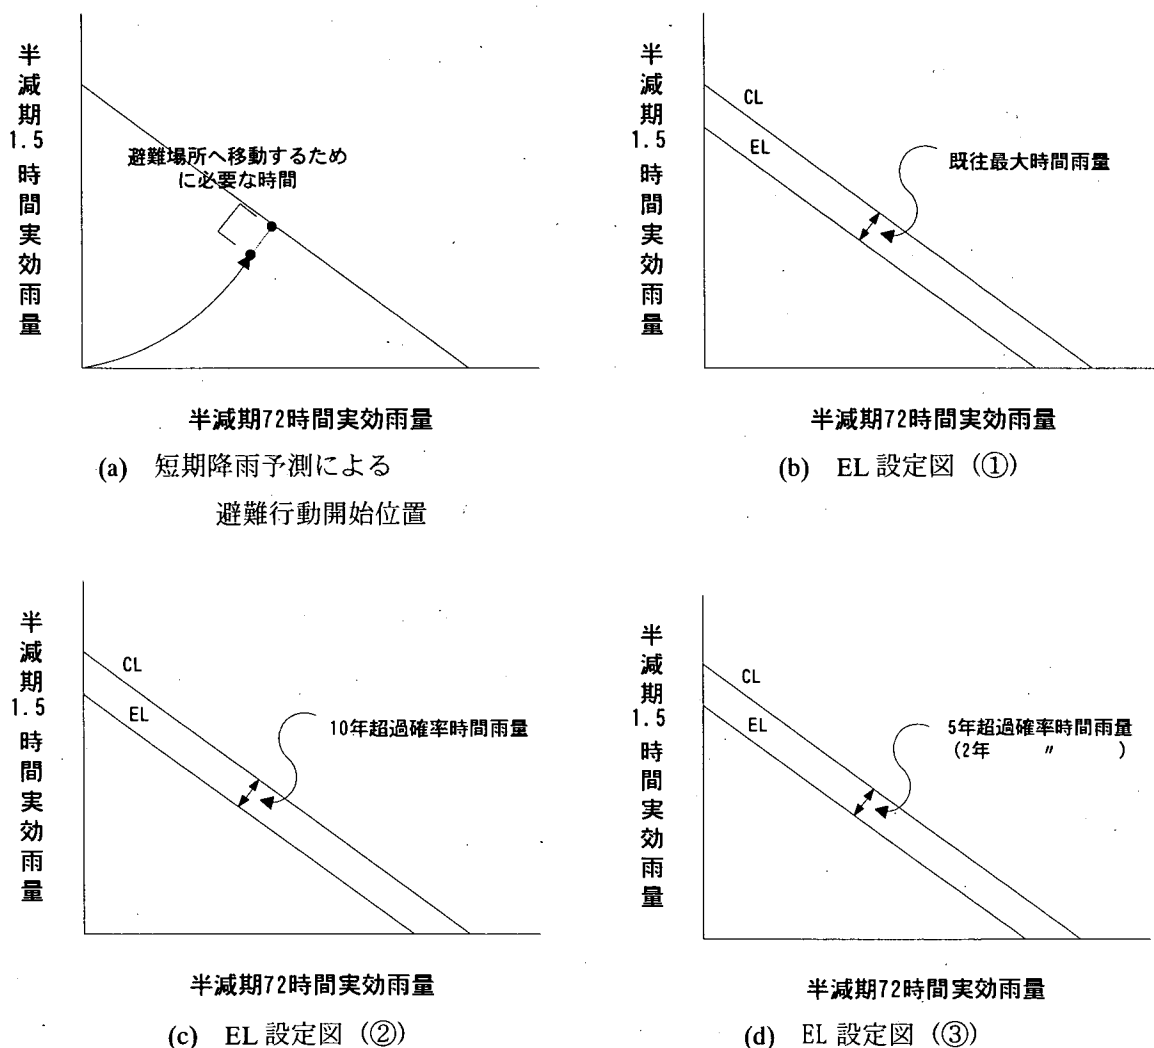 半減期1.5時間実効雨量
避難場所へ移動するため
に必要な時間
半減期72時間実効雨量
(a) 短期降雨予測による
避難行動開始位置
半減期1.5時間実効雨量
CL
EL
既往最大時間雨量
半減期72時間実効雨量
(b) EL 設定図（①）
半減期1.5時間実効雨量
CL
EL
10年超過確率時間雨量
半減期72時間実効雨量
(c) EL 設定図（②）
半減期1.5時間実効雨量
CL
EL
5年超過確率時間雨量
(2年 〃 )
半減期72時間実効雨量
(d) EL 設定図（③）